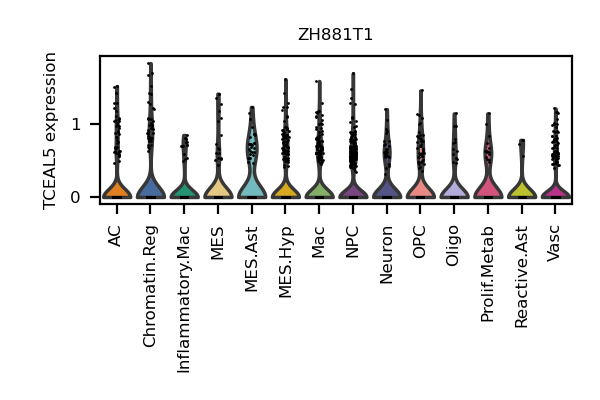 ZH881T1
TCEAL5 expression
1
0
AC
Chromatin.Reg
Inflammatory.Mac
MES
MES.Ast
MES.Hyp
Mac
NPC
Neuron
OPC
Oligo
Prolif.Metab
Reactive.Ast
Vasc